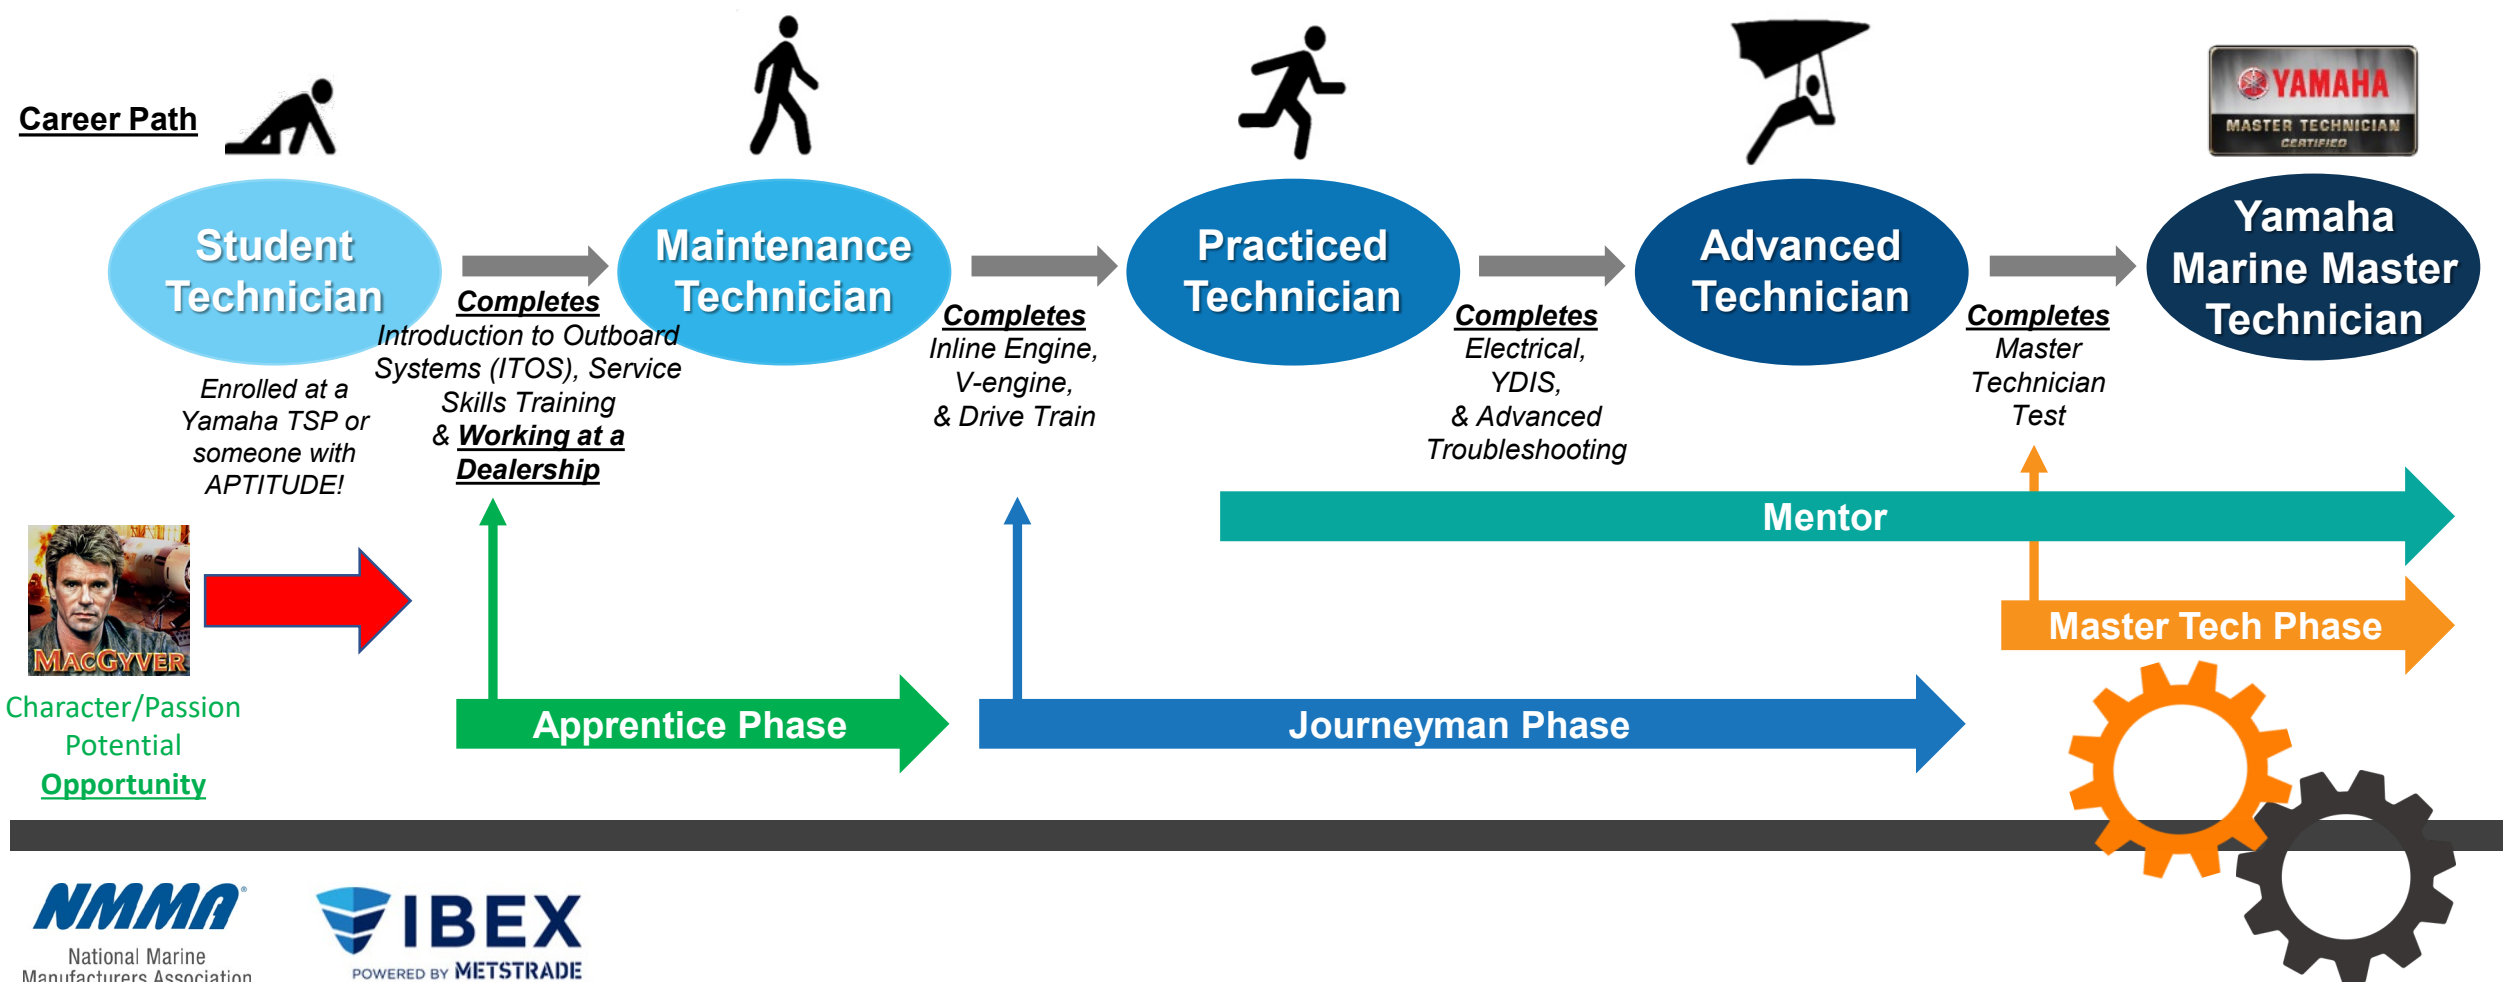 Career Path
YAMAHA
MASTER TECHNICIAN
CERTIFIED
Student
Technician
Enrolled at a
Yamaha TSP or
someone with
APTITUDE!
Completes
Introduction to Outboard
Systems (ITOS), Service
Skills Training
& Working at a
Dealership
Maintenance
Technician
Completes
Inline Engine,
V-engine,
& Drive Train
Practiced
Technician
Completes
Electrical,
YDIS,
& Advanced
Troubleshooting
Advanced
Technician
Completes
Master
Technician
Test
Yamaha
Marine Master
Technician
Mentor
Master Tech Phase
MACGYVER
Character/Passion
Potential
Opportunity
Apprentice Phase
Journeyman Phase
NMMA®
National Marine
Manufacturers Association
IBEX
POWERED BY METSTRADE